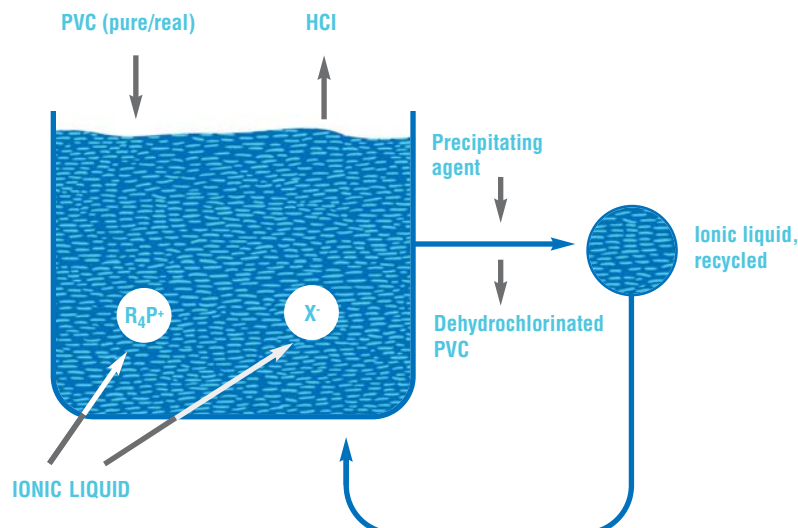 PVC (pure/real)
HCl
Precipitating
agent
Ionic liquid,
recycled
R₄P⁺
X⁻
Dehydrochlorinated
PVC
IONIC LIQUID